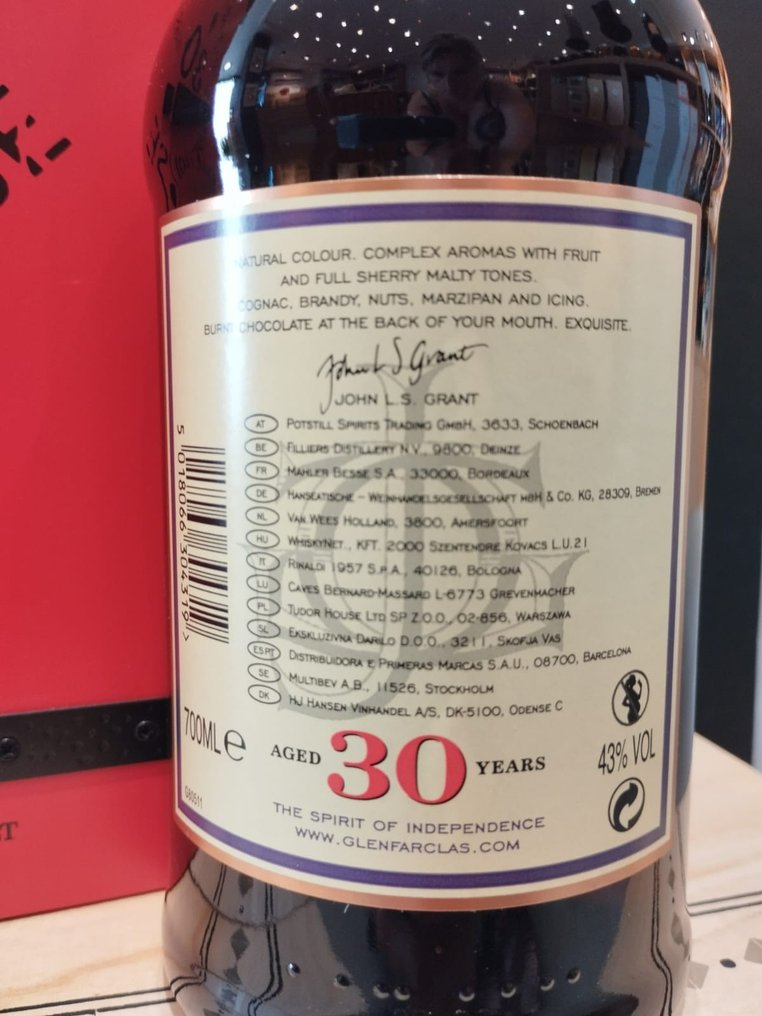 NATURAL COLOUR. COMPLEX AROMAS WITH FRUIT
AND FULL SHERRY MALTY TONES.
COGNAC, BRANDY, NUTS, MARZIPAN AND ICING.
BURNT CHOCOLATE AT THE BACK OF YOUR MOUTH. EXQUISITE.
John L S Grant
JOHN L.S. GRANT
AT POTSTILL SPIRITS TRADING GMBH, 3633, SCHOENBACH
BE FILLIERS DISTILLERY N.V., 9800, DEINZE
FR MAHLER BESSE S.A., 33000, BORDEAUX
DE HANSEATISCHE - WEINHANDELSGESELLSCHAFT MBH & CO. KG, 28309, BREMEN
NL VAN WEES HOLLAND, 3800, AMERSFOORT
HU WHISKYNET., KFT. 2000 SZENTENDRE KOVACS L.U.21
IT RINALDI 1957 S.P.A., 40126, BOLOGNA
LU CAVES BERNARD-MASSARD L-6773 GREVENMACHER
PL TUDOR HOUSE LTD SP Z.O.O., 02-856, WARSZAWA
SL EKSKLUZIVNA DARILO D.O.O., 3211, SKOFJA VAS
ES PT DISTRIBUIDORA E PRIMERAS MARCAS S.A.U., 08700, BARCELONA
SE MULTIBEV A.B., 11526, STOCKHOLM
DK HJ HANSEN VINHANDEL A/S, DK-5100, ODENSE C
5 018066 304319 >
700ML e
AGED 30 YEARS
43% VOL
G80511
THE SPIRIT OF INDEPENDENCE
WWW.GLENFARCLAS.COM